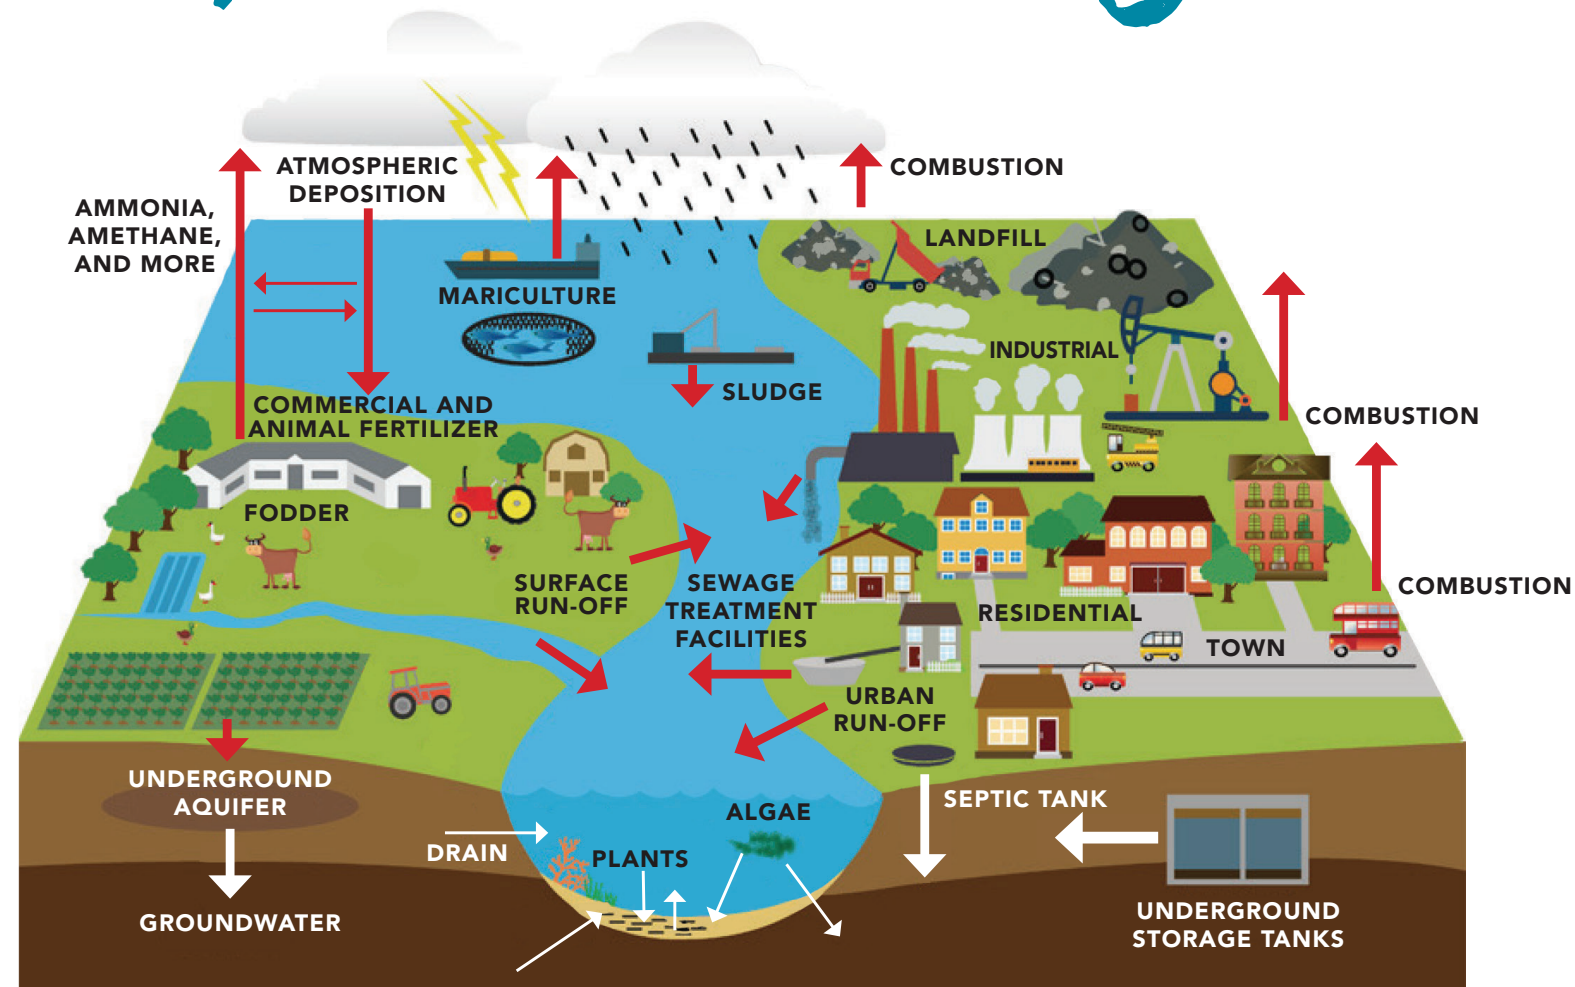 ATMOSPHERIC
DEPOSITION
COMBUSTION
AMMONIA,
AMETHANE,
AND MORE
LANDFILL
MARICULTURE
INDUSTRIAL
SLUDGE
COMMERCIAL AND
ANIMAL FERTILIZER
COMBUSTION
FODDER
SURFACE
RUN-OFF
SEWAGE
TREATMENT
FACILITIES
COMBUSTION
RESIDENTIAL
TOWN
URBAN
RUN-OFF
UNDERGROUND
AQUIFER
SEPTIC TANK
ALGAE
DRAIN
PLANTS
GROUNDWATER
UNDERGROUND
STORAGE TANKS